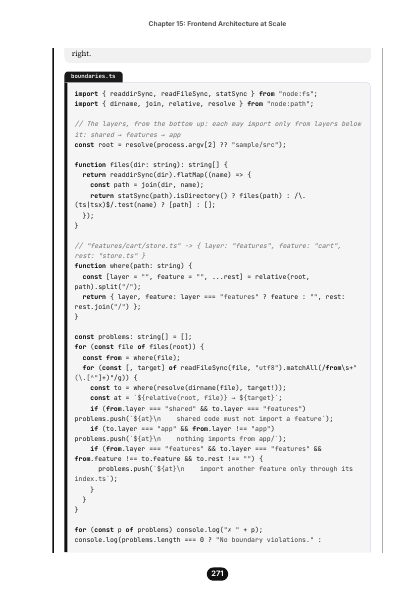 Chapter 15: Frontend Architecture at Scale
right.
boundaries.ts
import { readdirSync, readFileSync, statSync } from "node:fs";
import { dirname, join, relative, resolve } from "node:path";
// The layers, from the bottom up: each may import only from layers below
it: shared → features → app
const root = resolve(process.argv[2] ?? "sample/src");
function files(dir: string): string[] {
return readdirSync(dir).flatMap((name) => {
const path = join(dir, name);
return statSync(path).isDirectory() ? files(path) : /\.
(ts|tsx)$/.test(name) ? [path] : [];
});
}
// "features/cart/store.ts" -> { layer: "features", feature: "cart",
rest: "store.ts" }
function where(path: string) {
const [layer = "", feature = "", ...rest] = relative(root,
path).split("/");
return { layer, feature: layer === "features" ? feature : "", rest:
rest.join("/") };
}
const problems: string[] = [];
for (const file of files(root)) {
const from = where(file);
for (const [, target] of readFileSync(file, "utf8").matchAll(/from\s+"
(\.[^"]+)"/g)) {
const to = where(resolve(dirname(file), target!));
const at = `${relative(root, file)} → ${target}`;
if (from.layer === "shared" && to.layer === "features")
problems.push(`${at}\n    shared code must not import a feature`);
if (to.layer === "app" && from.layer !== "app")
problems.push(`${at}\n    nothing imports from app/`);
if (from.layer === "features" && to.layer === "features" &&
from.feature !== to.feature && to.rest !== "") {
problems.push(`${at}\n    import another feature only through its
index.ts`);
}
}
}
for (const p of problems) console.log("✗ " + p);
console.log(problems.length === 0 ? "No boundary violations." :
271